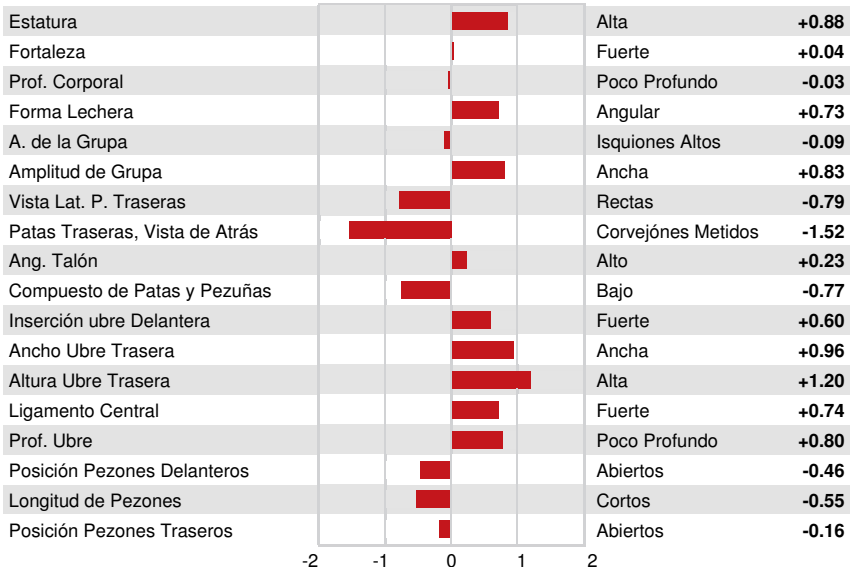 Estatura Alta +0.88
Fortaleza Fuerte +0.04
Prof. Corporal Poco Profundo -0.03
Forma Lechera Angular +0.73
A. de la Grupa Isquiones Altos -0.09
Amplitud de Grupa Ancha +0.83
Vista Lat. P. Traseras Rectas -0.79
Patas Traseras, Vista de Atrás Corvejónes Metidos -1.52
Ang. Talón Alto +0.23
Compuesto de Patas y Pezuñas Bajo -0.77
Inserción ubre Delantera Fuerte +0.60
Ancho Ubre Trasera Ancha +0.96
Altura Ubre Trasera Alta +1.20
Ligamento Central Fuerte +0.74
Prof. Ubre Poco Profundo +0.80
Posición Pezones Delanteros Abiertos -0.46
Longitud de Pezones Cortos -0.55
Posición Pezones Traseros Abiertos -0.16
-2 -1 0 1 2